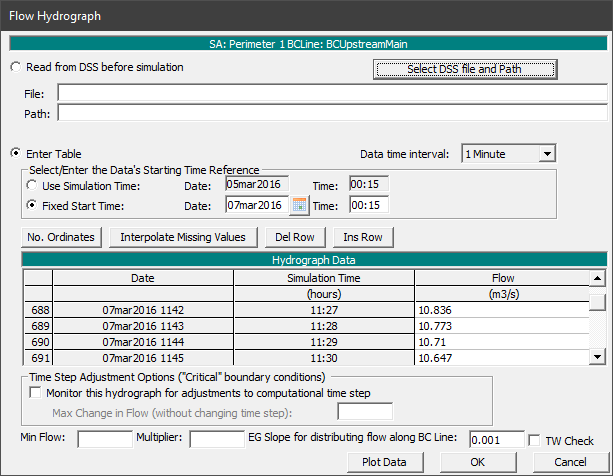 Flow Hydrograph
SA: Perimeter 1 BCLine: BCUpstreamMain
Read from DSS before simulation Select DSS file and Path
File:
Path:
Enter Table Data time interval: 1 Minute
Select/Enter the Data's Starting Time Reference
Use Simulation Time: Date: 05mar2016 Time: 00:15
Fixed Start Time: Date: 07mar2016 Time: 00:15
No. Ordinates Interpolate Missing Values Del Row Ins Row
Hydrograph Data
Date Simulation Time Flow
(hours) (m3/s)
688 07mar2016 1142 11:27 10.836
689 07mar2016 1143 11:28 10.773
690 07mar2016 1144 11:29 10.71
691 07mar2016 1145 11:30 10.647
Time Step Adjustment Options ("Critical" boundary conditions)
Monitor this hydrograph for adjustments to computational time step
Max Change in Flow (without changing time step):
Min Flow: Multiplier: EG Slope for distributing flow along BC Line: 0.001 TW Check
Plot Data OK Cancel